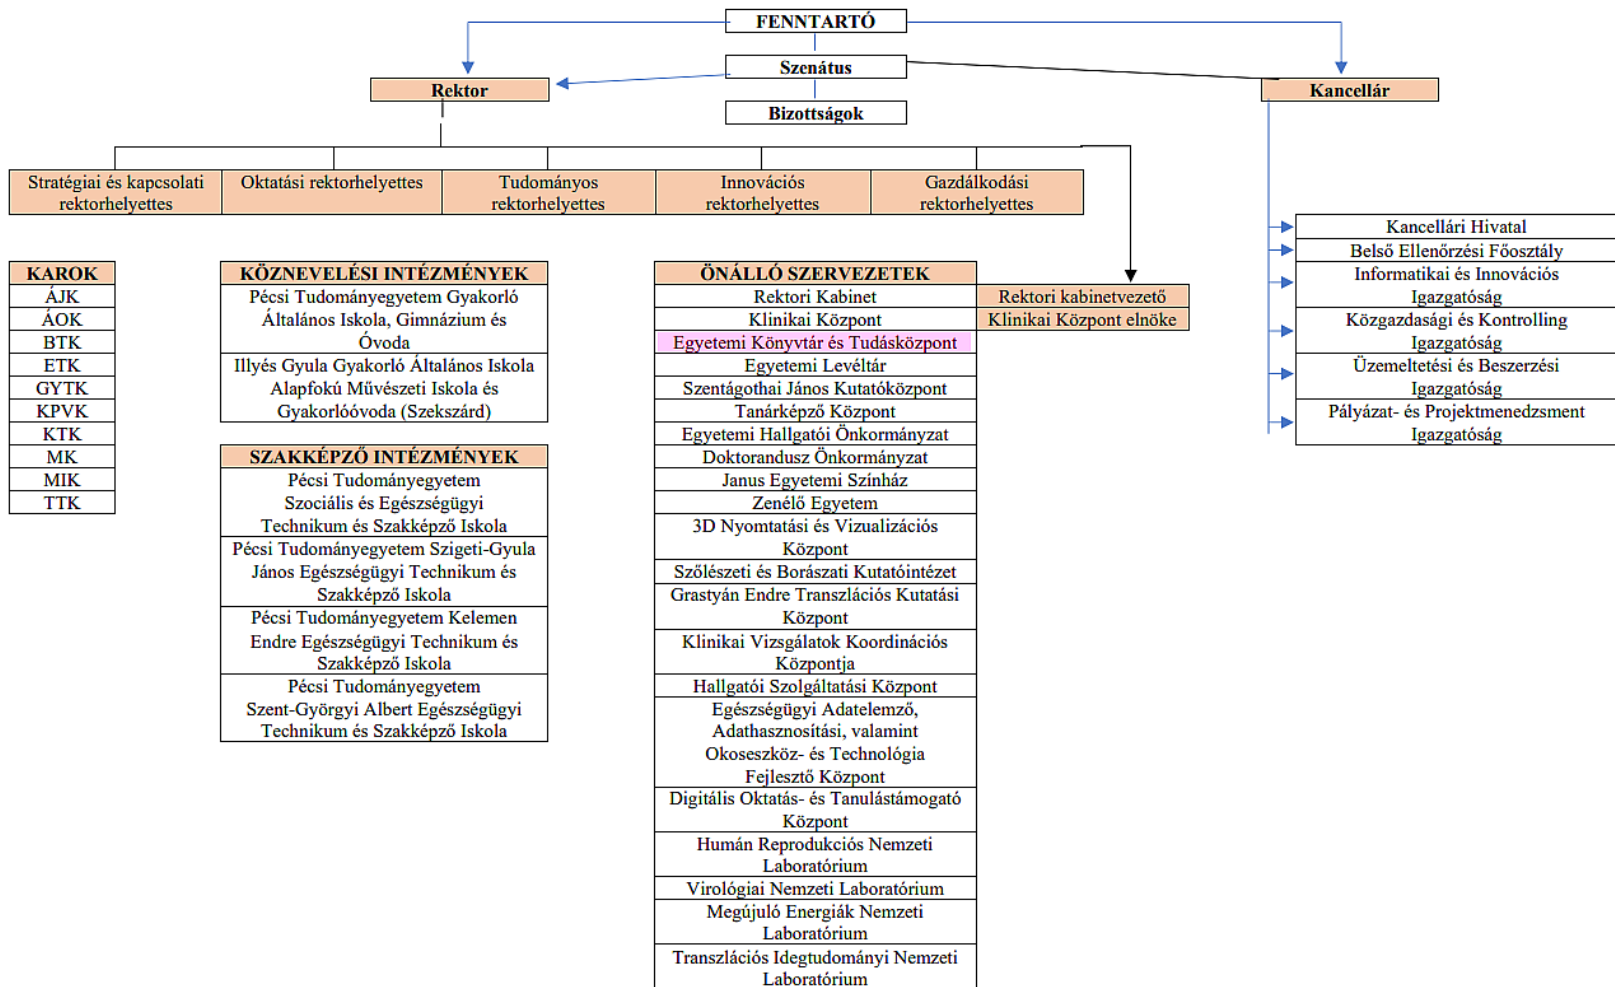 FENNTARTÓ
Szenátus
Rektor
Kancellár
Bizottságok
Stratégiai és kapcsolati
rektorhelyettes
Oktatási rektorhelyettes
Tudományos
rektorhelyettes
Innovációs
rektorhelyettes
Gazdálkodási
rektorhelyettes
Kancellári Hivatal
Belső Ellenőrzési Főosztály
Informatikai és Innovációs
Igazgatóság
Közgazdasági és Kontrolling
Igazgatóság
Üzemeltetési és Beszerzési
Igazgatóság
Pályázat- és Projektmenedzsment
Igazgatóság
KAROK
ÁJK
ÁOK
BTK
ETK
GYTK
KPVK
KTK
MK
MIK
TTK
KÖZNEVELÉSI INTÉZMÉNYEK
Pécsi Tudományegyetem Gyakorló
Általános Iskola, Gimnázium és
Óvoda
Illyés Gyula Gyakorló Általános Iskola
Alapfokú Művészeti Iskola és
Gyakorlóóvoda (Szekszárd)
SZAKKÉPZŐ INTÉZMÉNYEK
Pécsi Tudományegyetem
Szociális és Egészségügyi
Technikum és Szakképző Iskola
Pécsi Tudományegyetem Szigeti-Gyula
János Egészségügyi Technikum és
Szakképző Iskola
Pécsi Tudományegyetem Kelemen
Endre Egészségügyi Technikum és
Szakképző Iskola
Pécsi Tudományegyetem
Szent-Györgyi Albert Egészségügyi
Technikum és Szakképző Iskola
ÖNÁLLÓ SZERVEZETEK
Rektori Kabinet
Rektori kabinetvezető
Klinikai Központ
Klinikai Központ elnöke
Egyetemi Könyvtár és Tudásközpont
Egyetemi Levéltár
Szentágothai János Kutatóközpont
Tanárképző Központ
Egyetemi Hallgatói Önkormányzat
Doktorandusz Önkormányzat
Janus Egyetemi Színház
Zenélő Egyetem
3D Nyomtatási és Vizualizációs
Központ
Szőlészeti és Borászati Kutatóintézet
Grastyán Endre Transzlációs Kutatási
Központ
Klinikai Vizsgálatok Koordinációs
Központja
Hallgatói Szolgáltatási Központ
Egészségügyi Adatelemző,
Adathasznosítási, valamint
Okoseszköz- és Technológia
Fejlesztő Központ
Digitális Oktatás- és Tanulástámogató
Központ
Humán Reprodukciós Nemzeti
Laboratórium
Virológiai Nemzeti Laboratórium
Megújuló Energiák Nemzeti
Laboratórium
Transzlációs Idegtudományi Nemzeti
Laboratórium